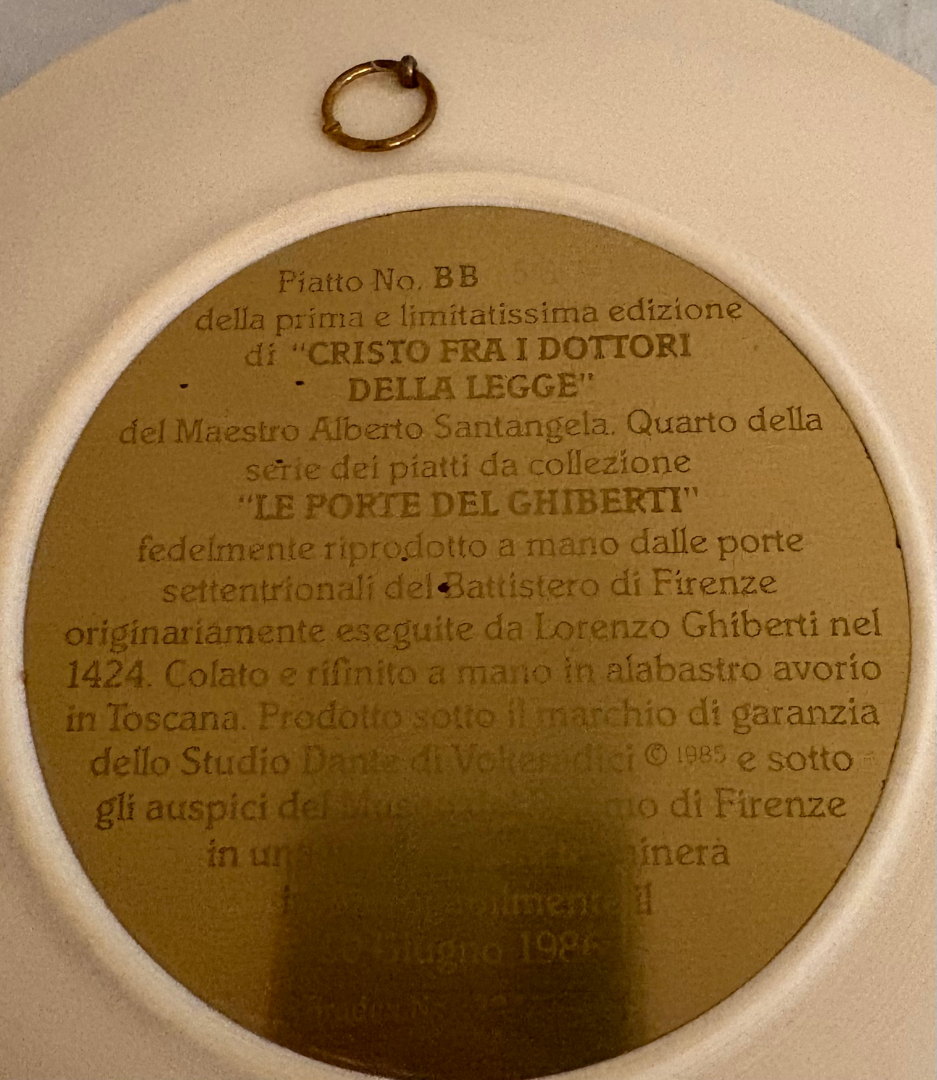 Piatto No. BB
della prima e limitatissima edizione
di "CRISTO FRA I DOTTORI
DELLA LEGGE"
del Maestro Alberto Santangela. Quarto della
serie dei piatti da collezione
"LE PORTE DEL GHIBERTI"
fedelmente riprodotto a mano dalle porte
settentrionali del Battistero di Firenze
originariamente eseguite da Lorenzo Ghiberti nel
1424. Colato e rifinito a mano in alabastro avorio
in Toscana. Prodotto sotto il marchio di garanzia
dello Studio Dante di Volteradici © 1985 e sotto
gli auspici del di Firenze
in
il
Giugno 1986